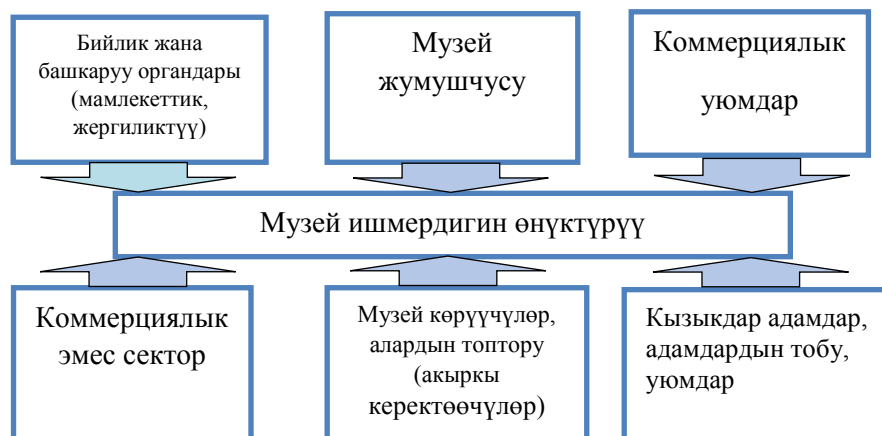 Бийлик жана
башкаруу органдары
(мамлекеттик,
жергиликтүү)
Музей
жумушчусу
Коммерциялык
уюмдар
Музей ишмердигин өнүктүрүү
Коммерциялык
эмес сектор
Музей көрүүчүлөр,
алардын топтору
(акыркы
керектөөчүлөр)
Кызыкдар адамдар,
адамдардын тобу,
уюмдар